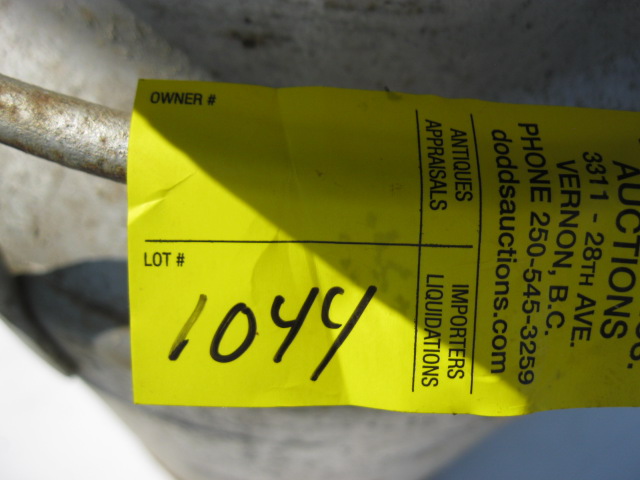 OWNER #
LOT #
1044
ANTIQUES
APPRAISALS
IMPORTERS
LIQUIDATIONS
AUCTIONS
3311 - 28TH AVE.
VERNON, B.C.
PHONE 250-545-3259
doddsauctions.com